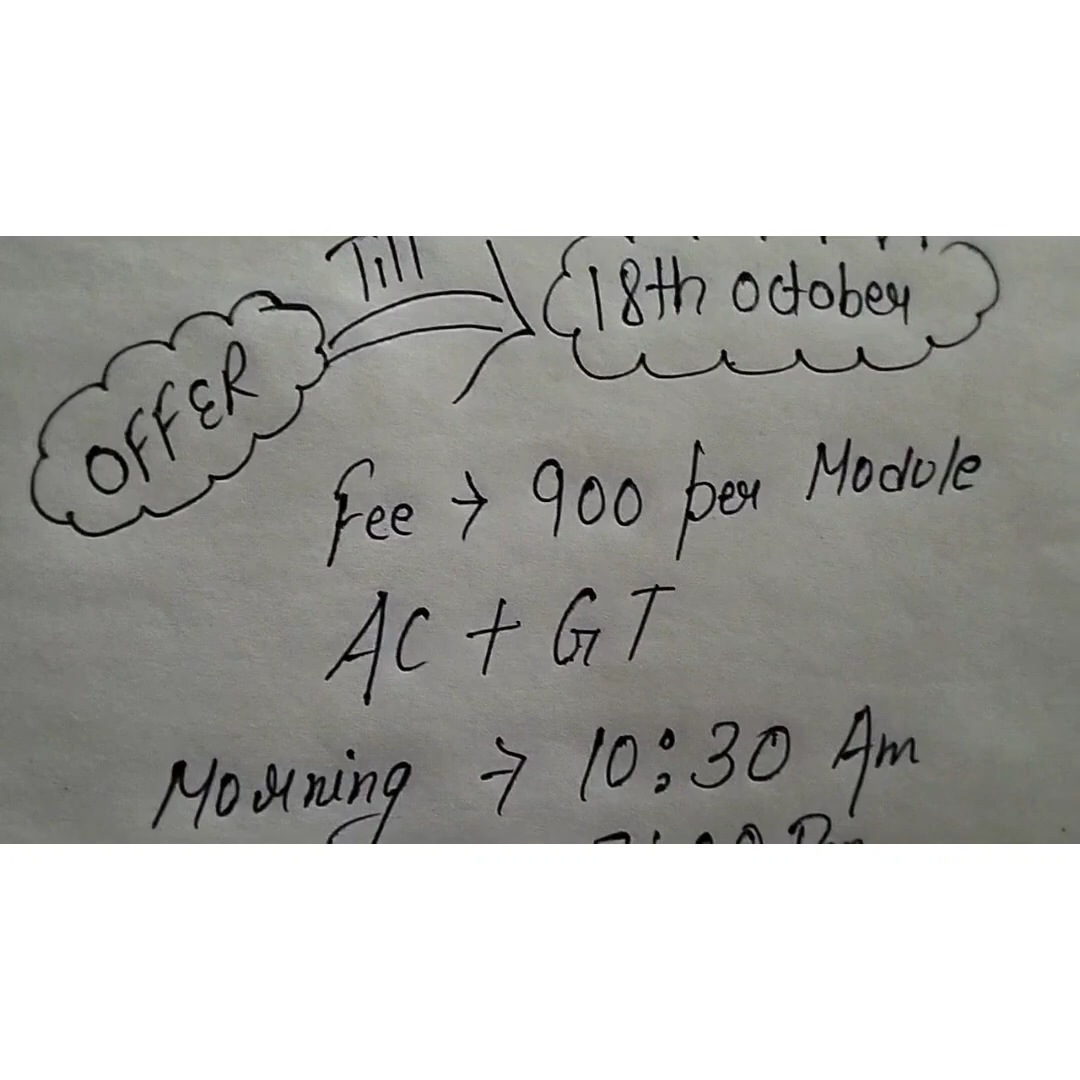 Till
18th october
OFFER
Fee → 900 per Module
AC + GT
Morning → 10:30 Am